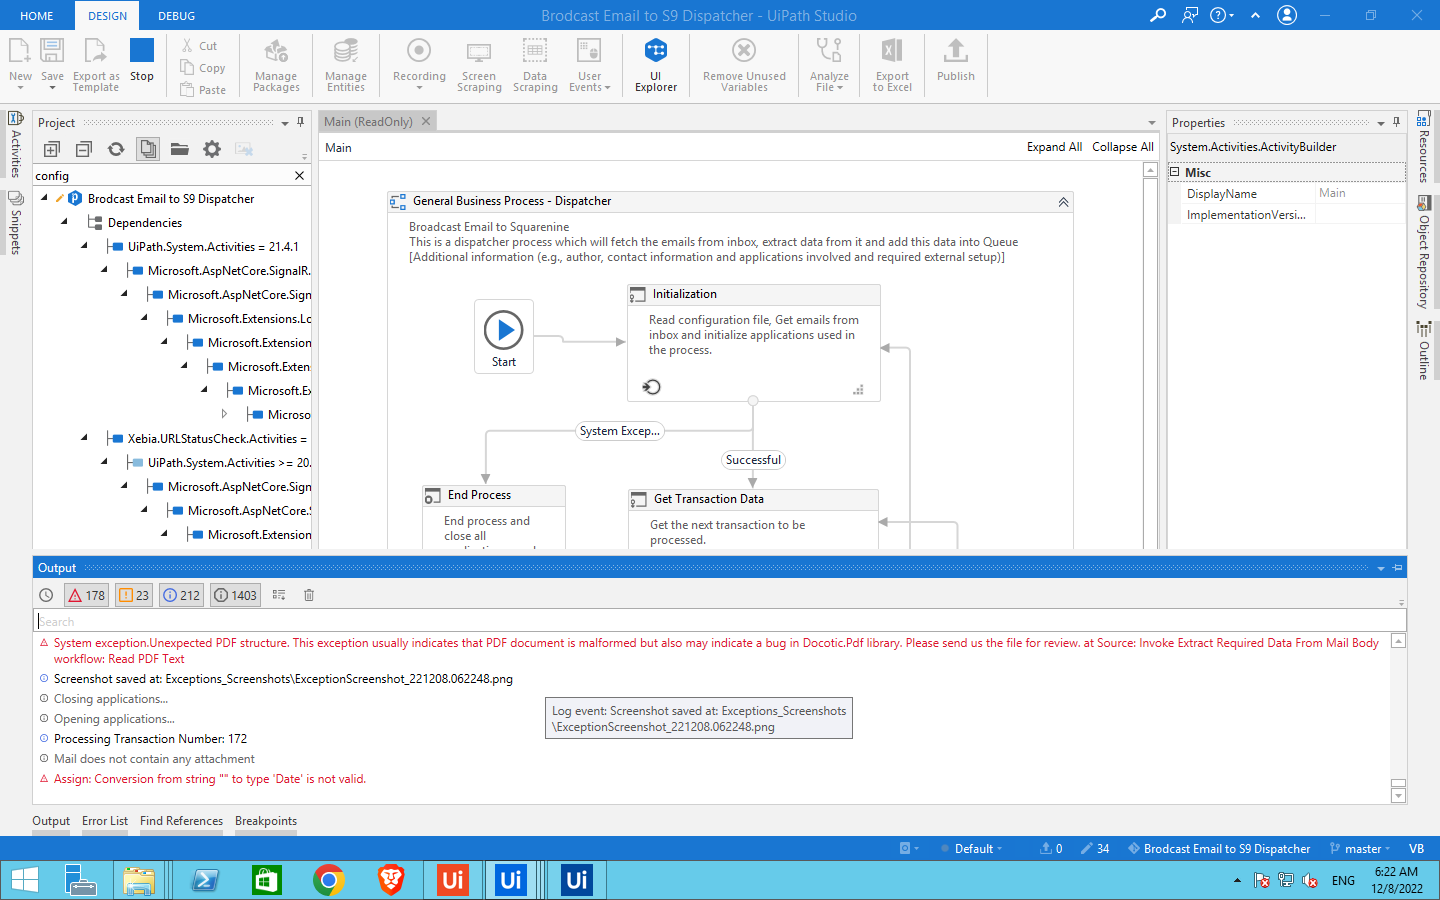 HOME
DESIGN
DEBUG
Brodcast Email to S9 Dispatcher - UiPath Studio
New
Save
Export as
Template
Stop
Cut
Copy
Paste
Manage
Packages
Manage
Entities
Recording
Screen
Scraping
Data
Scraping
User
Events
UI
Explorer
Remove Unused
Variables
Analyze
File
Export
to Excel
Publish
Activities
Snippets
Project
config
Brodcast Email to S9 Dispatcher
Dependencies
UiPath.System.Activities = 21.4.1
Microsoft.AspNetCore.SignalR.
Microsoft.AspNetCore.Sign
Microsoft.Extensions.Lo
Microsoft.Extension
Microsoft.Exten
Microsoft.Ex
Microso
Xebia.URLStatusCheck.Activities =
UiPath.System.Activities >= 20.
Microsoft.AspNetCore.Sign
Microsoft.AspNetCore.S
Microsoft.Extension
Main (ReadOnly)
Main
Expand All
Collapse All
General Business Process - Dispatcher
Broadcast Email to Squarenine
This is a dispatcher process which will fetch the emails from inbox, extract data from it and add this data into Queue
[Additional information (e.g., author, contact information and applications involved and required external setup)]
Start
Initialization
Read configuration file, Get emails from
inbox and initialize applications used in
the process.
System Excep...
Successful
End Process
End process and
close all
Get Transaction Data
Get the next transaction to be
processed.
Properties
System.Activities.ActivityBuilder
Misc
DisplayName
Main
ImplementationVersi...
Resources
Object Repository
Outline
Output
178
23
212
1403
Search
System exception.Unexpected PDF structure. This exception usually indicates that PDF document is malformed but also may indicate a bug in Docotic.Pdf library. Please send us the file for review. at Source: Invoke Extract Required Data From Mail Body
workflow: Read PDF Text
Screenshot saved at: Exceptions_Screenshots\ExceptionScreenshot_221208.062248.png
Closing applications...
Opening applications...
Processing Transaction Number: 172
Mail does not contain any attachment
Assign: Conversion from string "" to type 'Date' is not valid.
Log event: Screenshot saved at: Exceptions_Screenshots
\ExceptionScreenshot_221208.062248.png
Output
Error List
Find References
Breakpoints
Default
0
34
Brodcast Email to S9 Dispatcher
master
VB
Ui
Ui
Ui
ENG
6:22 AM
12/8/2022